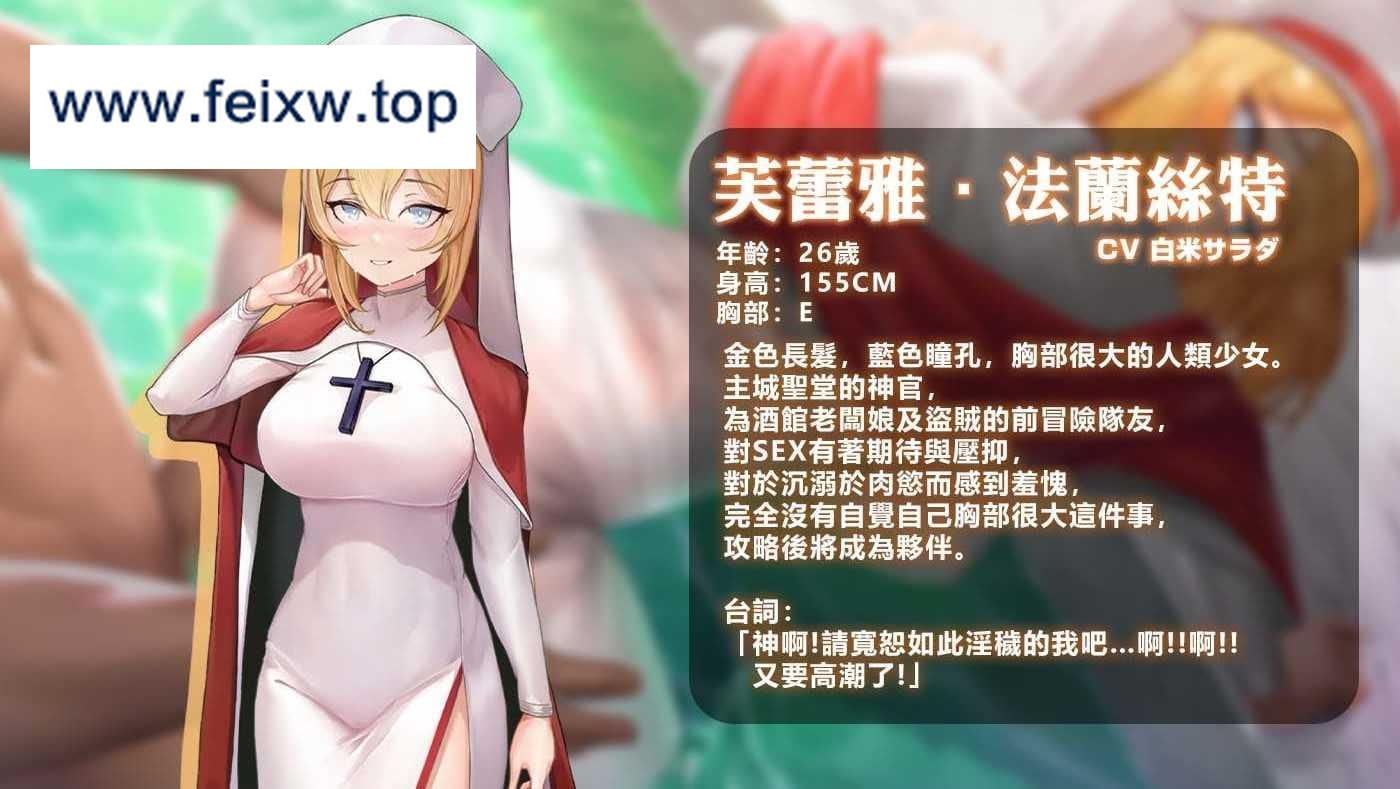 www.feixw.top
芙蕾雅·法蘭絲特
CV 白米サラダ
年齡：26歲
身高：155CM
胸部：E
金色長髮，藍色瞳孔，胸部很大的人類少女。
主城聖堂的神官，
為酒館老闆娘及盜賊的前冒險隊友，
對SEX有著期待與壓抑，
對於沉溺於肉慾而感到羞愧，
完全沒有自覺自己胸部很大這件事，
攻略後將成為夥伴。
台詞：
「神啊!請寬恕如此淫穢的我吧...啊!!啊!!
又要高潮了!」